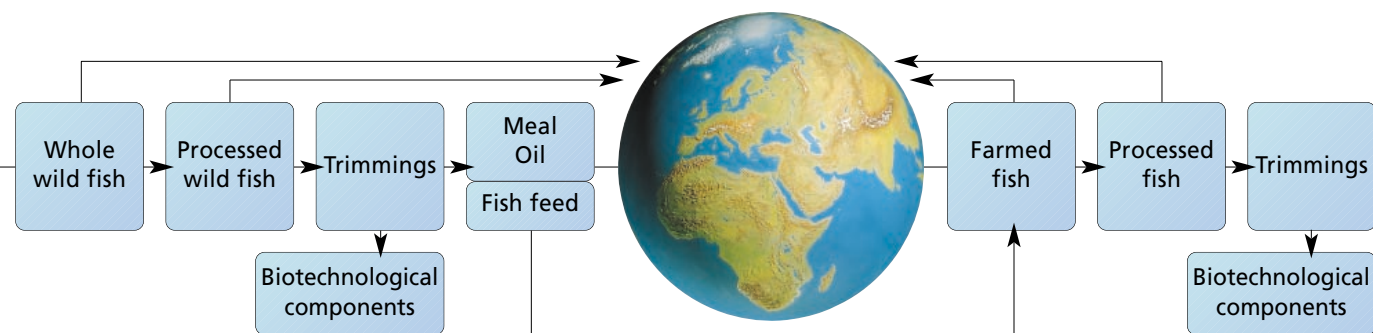 Whole
wild fish
Processed
wild fish
Trimmings
Meal
Oil
Fish feed
Biotechnological
components
Farmed
fish
Processed
fish
Trimmings
Biotechnological
components